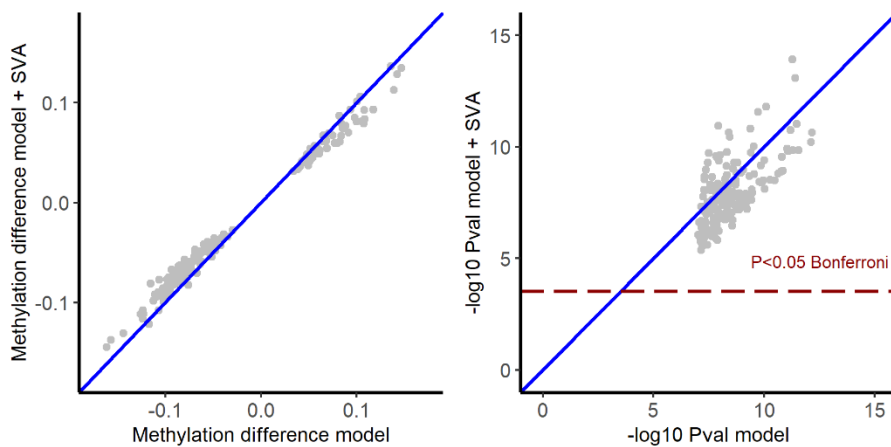 Methylation difference model + SVA
0.1
0.0
-0.1
-0.1 0.0 0.1
Methylation difference model
-log10 Pval model + SVA
15
10
5
0
P<0.05 Bonferroni
0 5 10 15
-log10 Pval model